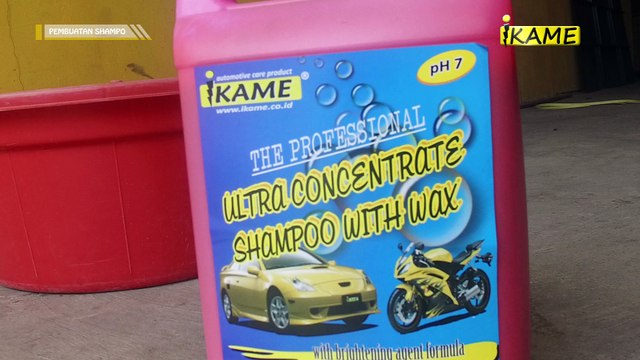 PEMBUATAN SHAMPO
iKAME
automotive care product
iKAME®
www.ikame.co.id
pH 7
THE PROFESSIONAL
ULTRA CONCENTRATE
SHAMPOO WITH WAX
with brightening agent formula